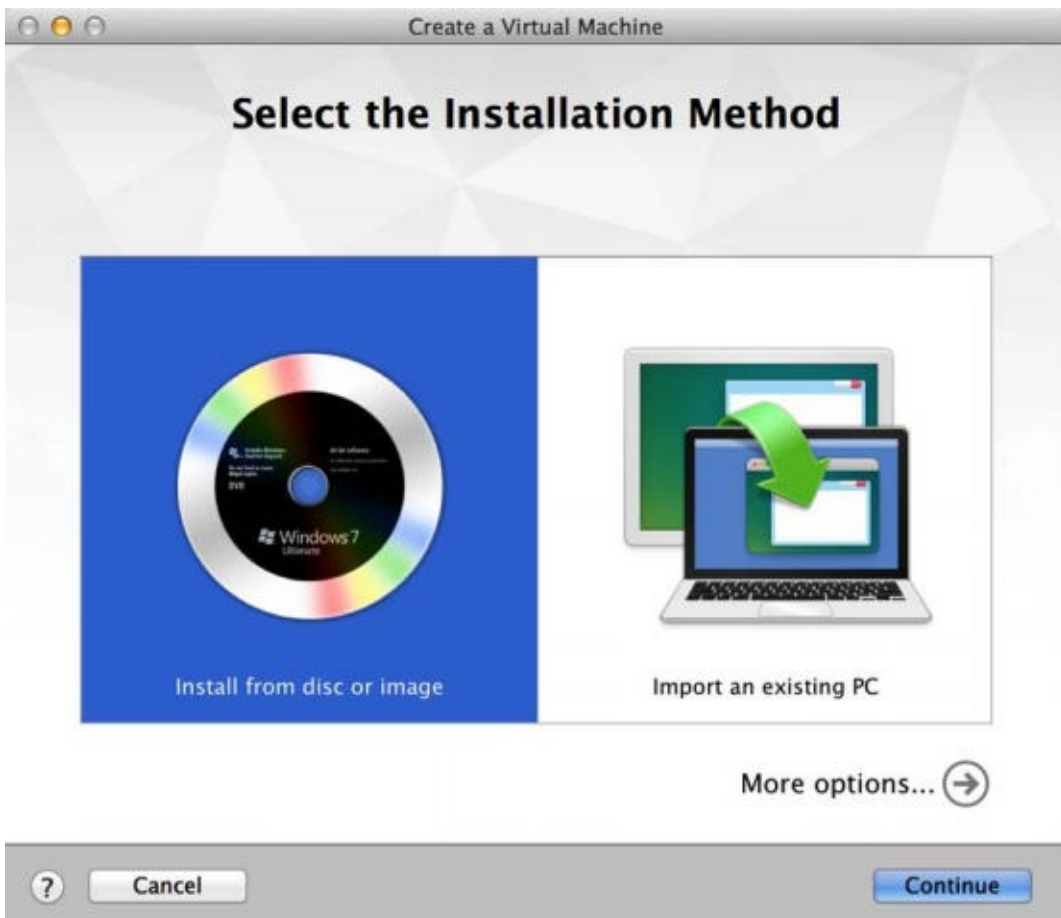 Create a Virtual Machine
Select the Installation Method
DVD
Windows 7
Ultimate
Install from disc or image
Import an existing PC
More options...
?
Cancel
Continue